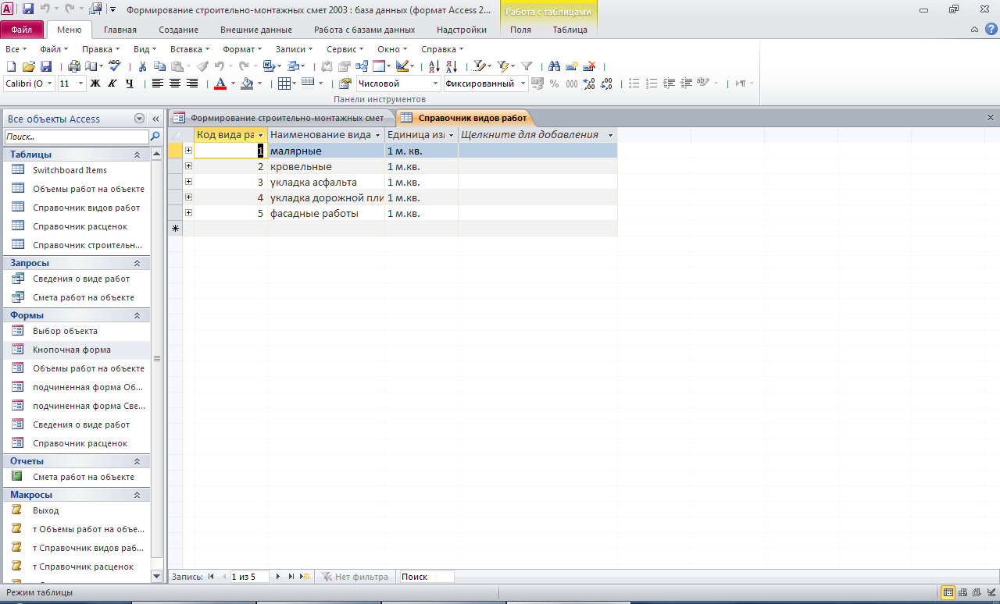 Формирование строительно-монтажных смет 2003 : база данных (формат Access 2...
Работа с таблицами
Файл Меню Главная Создание Внешние данные Работа с базами данных Надстройки Поля Таблица
Все Файл Правка Вид Вставка Формат Записи Сервис Окно Справка
Calibri (О 11 Ж К Ч А Числовой Фиксированный % 000
Панели инструментов
Все объекты Access
Поиск...
Таблицы
Switchboard Items
Объемы работ на объекте
Справочник видов работ
Справочник расценок
Справочник строительн...
Запросы
Сведения о виде работ
Смета работ на объекте
Формы
Выбор объекта
Кнопочная форма
Объемы работ на объекте
подчиненная форма Об...
подчиненная форма Све...
Сведения о виде работ
Справочник расценок
Отчеты
Смета работ на объекте
Макросы
Выход
т Объемы работ на объе...
т Справочник видов раб...
т Справочник расценок
Формирование строительно-монтажных смет Справочник видов работ
Код вида ра Наименование вида Единица изм Щелкните для добавления
1 малярные 1 м. кв.
2 кровельные 1 м.кв.
3 укладка асфальта 1 м.кв.
4 укладка дорожной пли 1 м.кв.
5 фасадные работы 1 м.кв.
Запись: 1 из 5 Нет фильтра Поиск
Режим таблицы